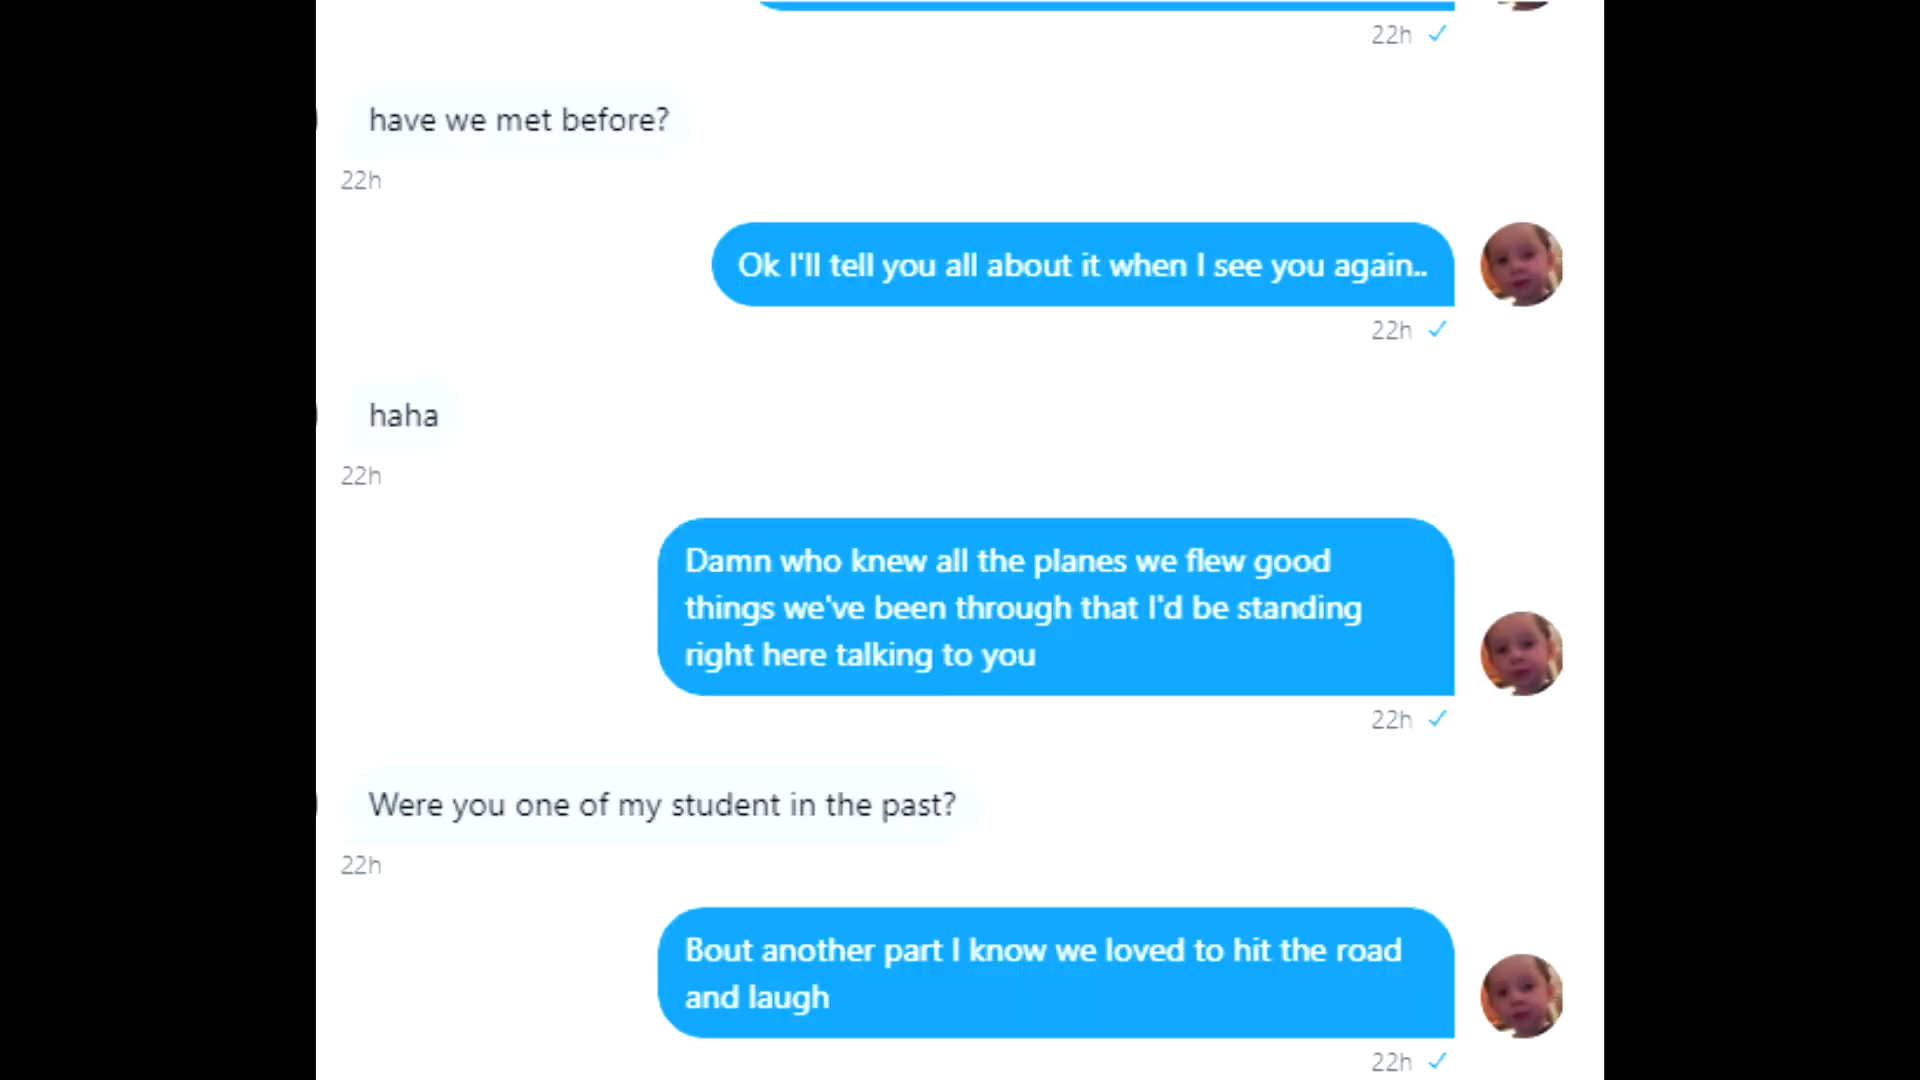 22h
have we met before?
22h
Ok I'll tell you all about it when I see you again..
22h
haha
22h
Damn who knew all the planes we flew good
things we've been through that I'd be standing
right here talking to you
22h
Were you one of my student in the past?
22h
Bout another part I know we loved to hit the road
and laugh
22h